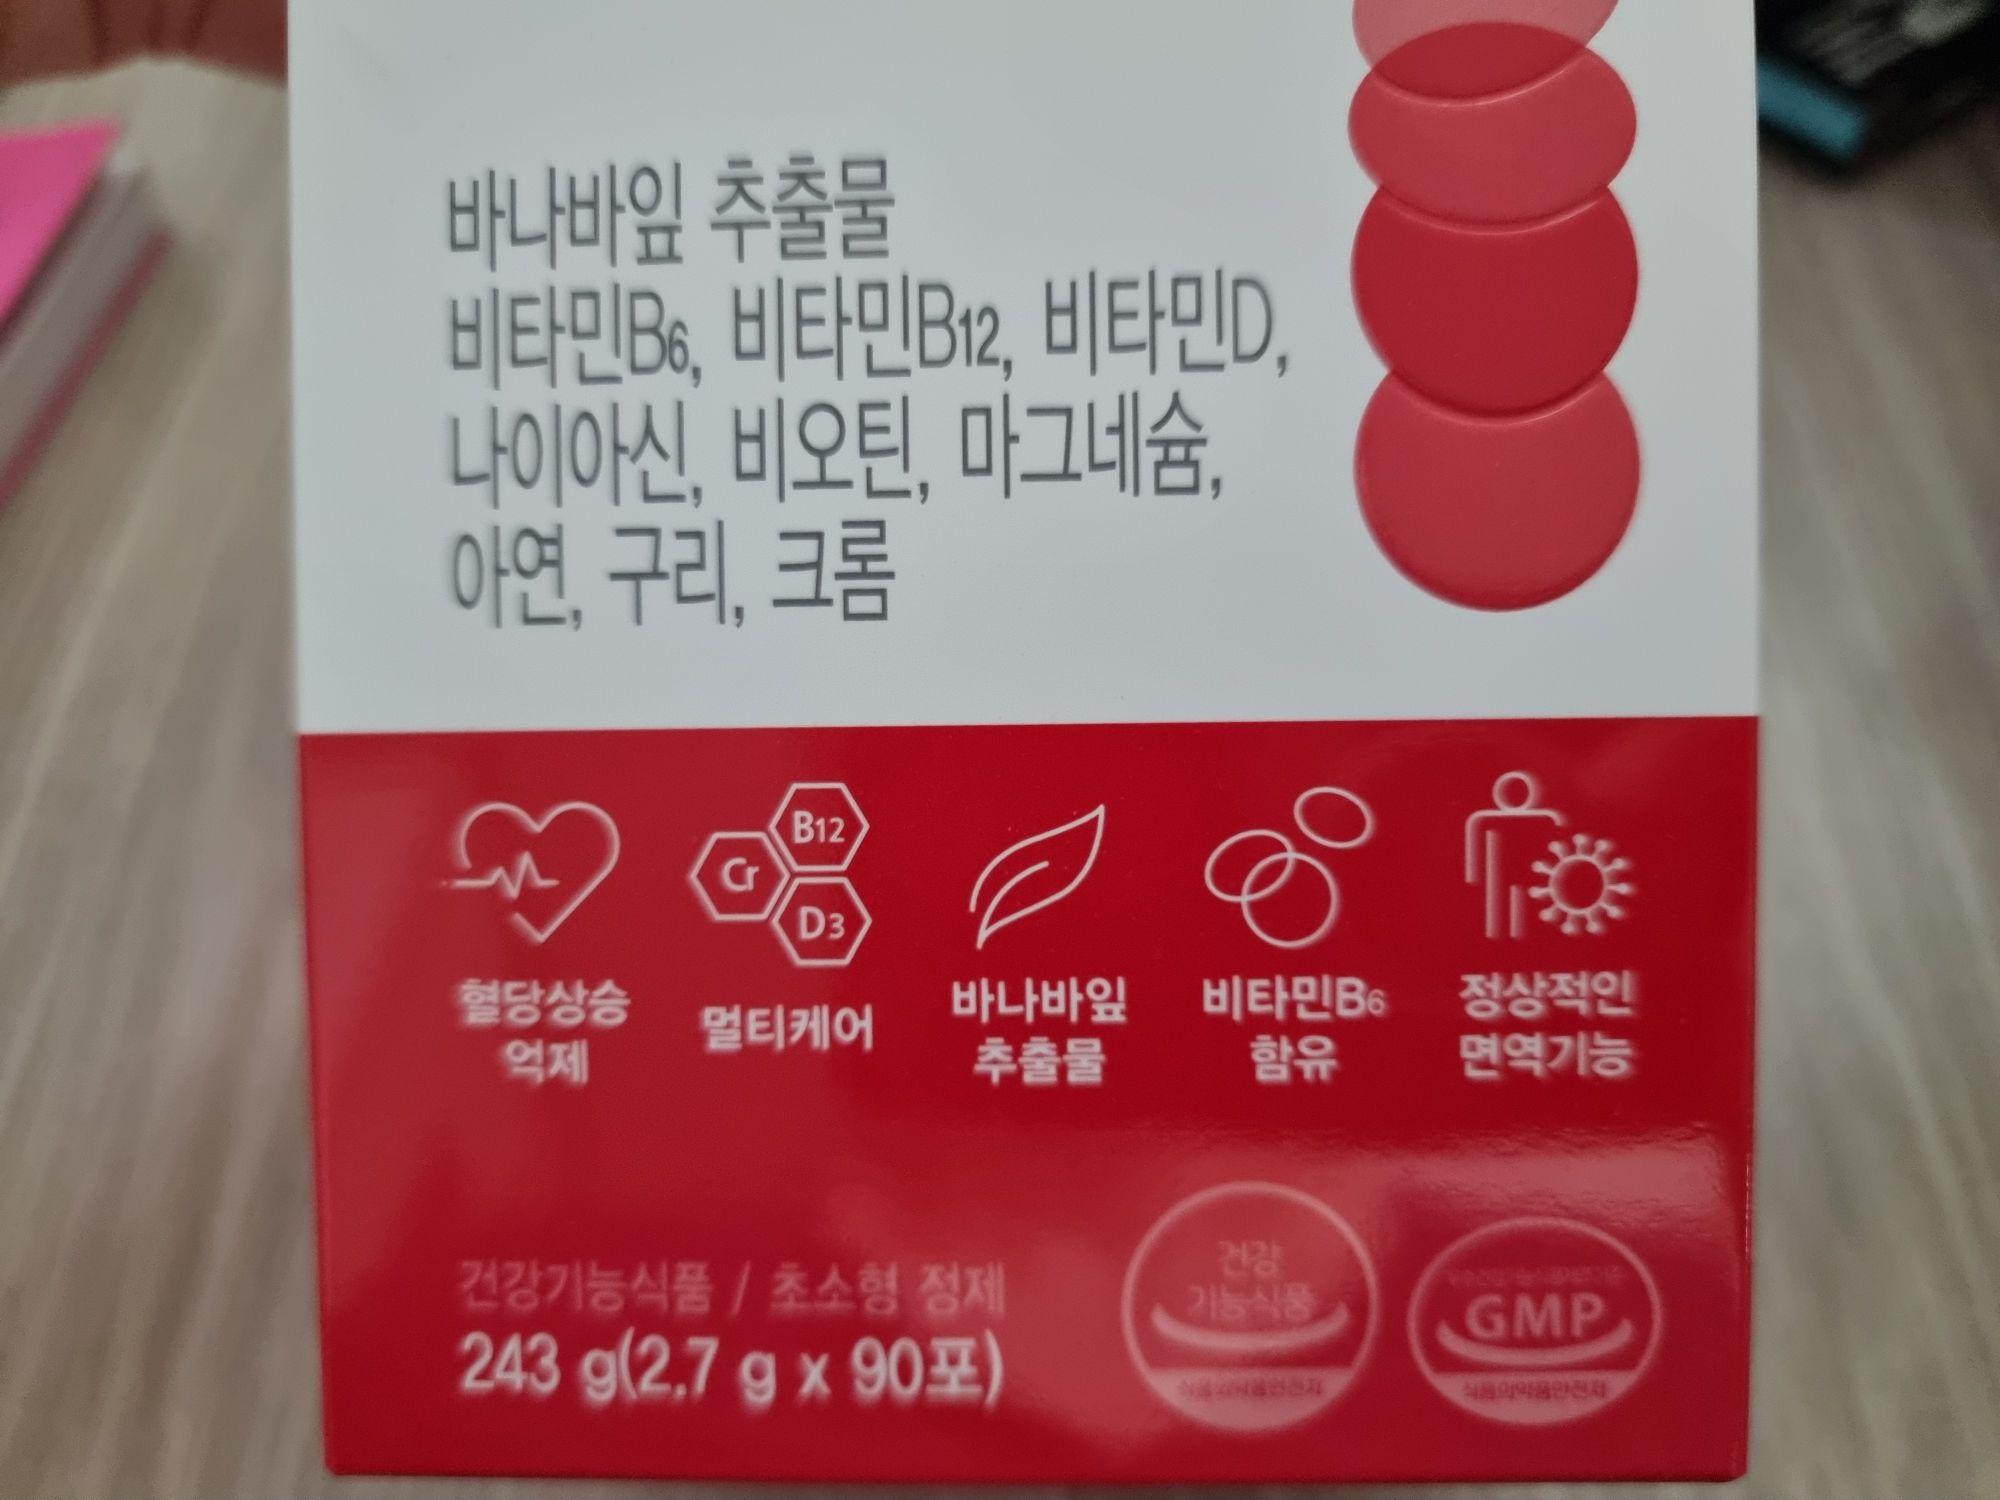 바나바잎 추출물
비타민B6, 비타민B12, 비타민D,
나이아신, 비오틴, 마그네슘,
아연, 구리, 크롬
B12
Cr
D3
혈당상승
억제
멀티케어
바나바잎
추출물
비타민B6
함유
정상적인
면역기능
건강기능식품 / 초소형 정제
243 g(2.7 g x 90포)
건강
기능식품
식품의약품안전처
GMP
식품의약품안전처